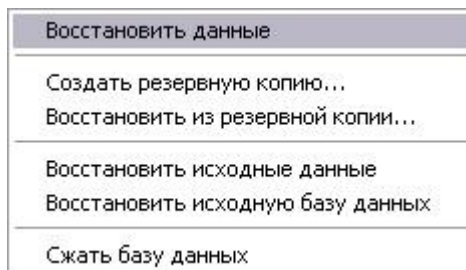 Восстановить данные
Создать резервную копию...
Восстановить из резервной копии...
Восстановить исходные данные
Восстановить исходную базу данных
Сжать базу данных